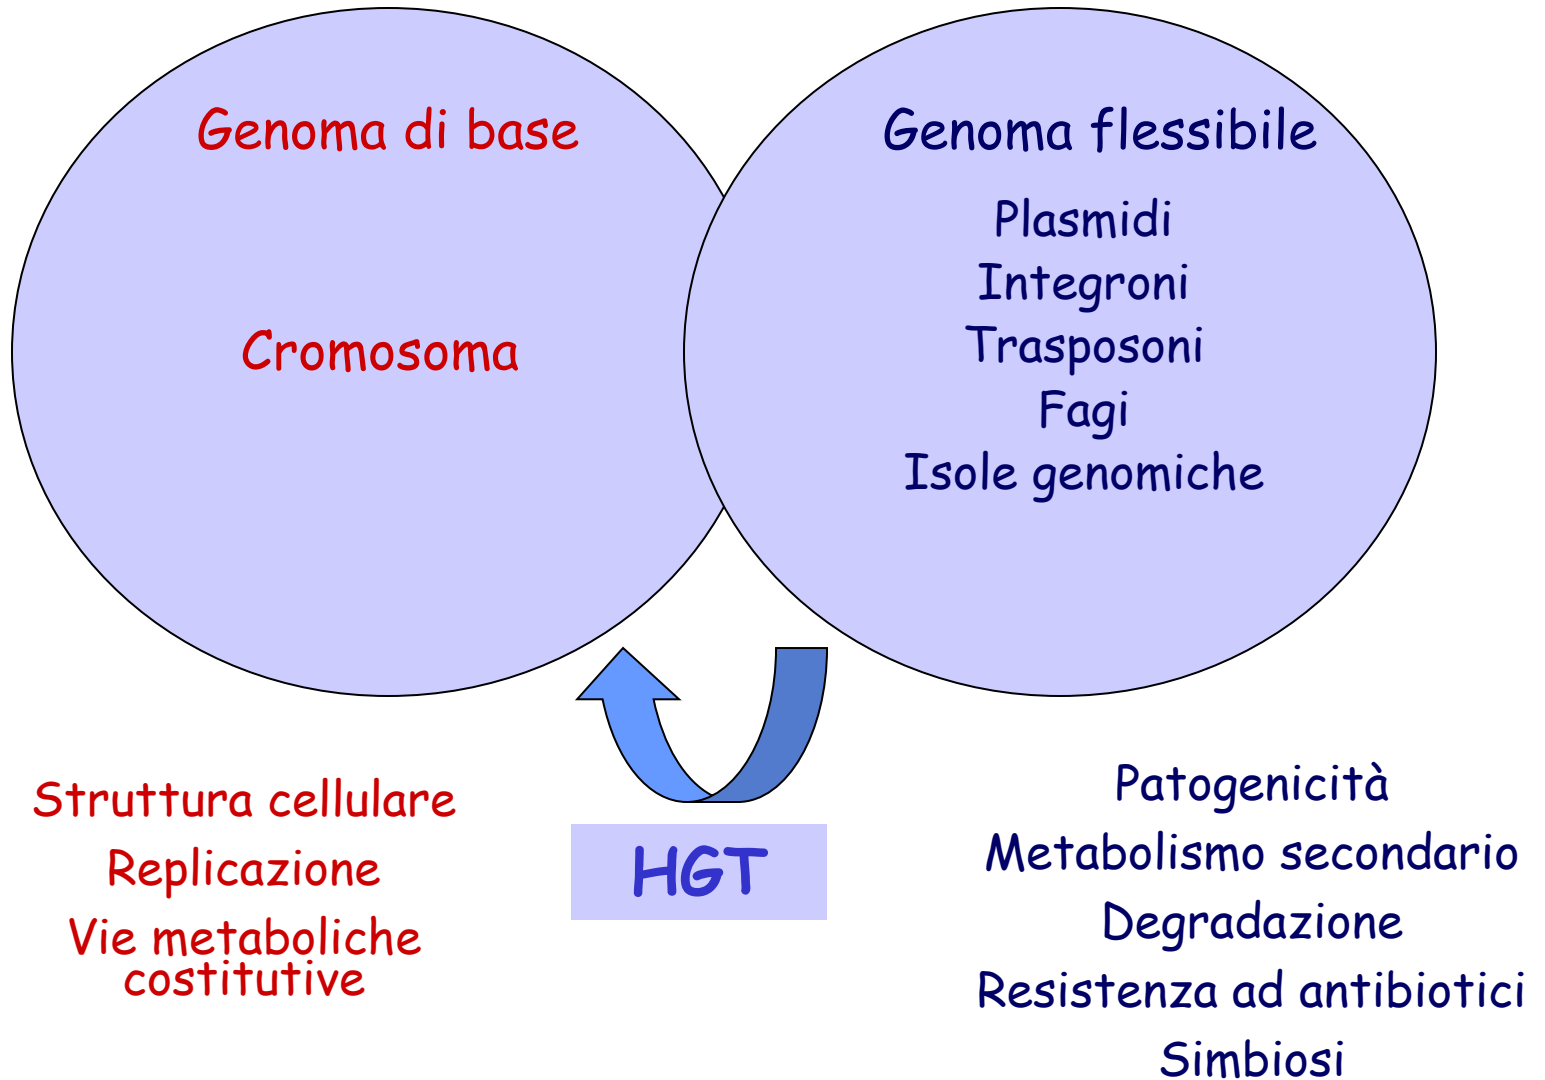 Genoma di base
Cromosoma
Genoma flessibile
Plasmidi
Integroni
Trasposoni
Fagi
Isole genomiche
Struttura cellulare
Replicazione
Vie metaboliche
costitutive
HGT
Patogenicità
Metabolismo secondario
Degradazione
Resistenza ad antibiotici
Simbiosi